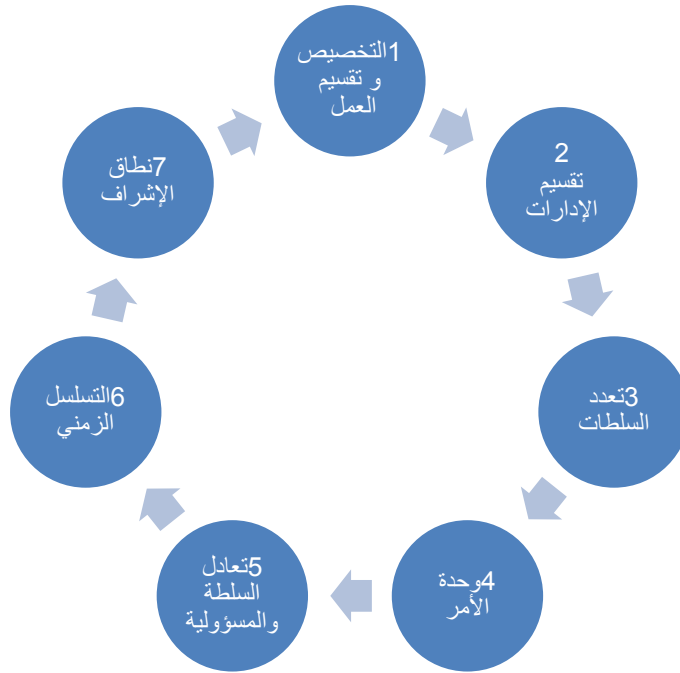 1التخصيص
و تقسيم
العمل
2
تقسيم
الإدارات
3تعدد
السلطات
4وحدة
الأمر
5تعادل
السلطة
والمسؤولية
6التسلسل
الزمني
7نطاق
الإشراف